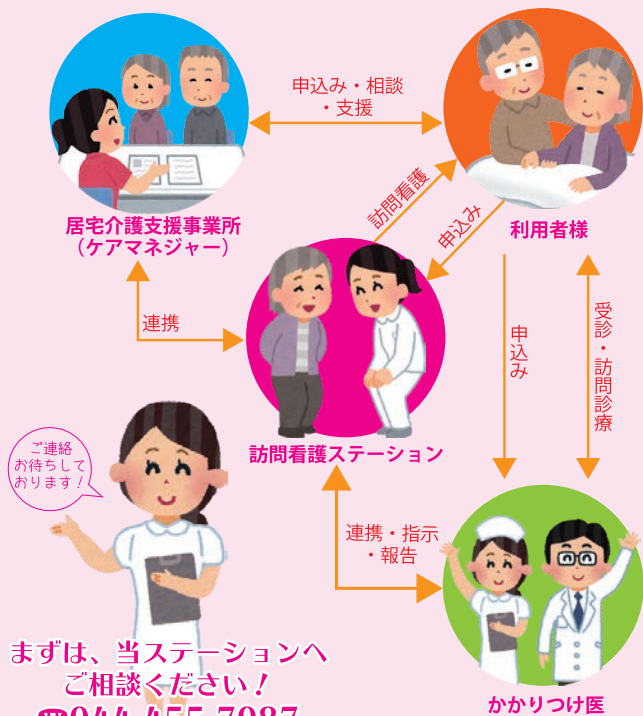 申込み・相談
・支援
居宅介護支援事業所
（ケアマネジャー）
利用者様
訪問看護
申込み
連携
申込み
受診・訪問診療
訪問看護ステーション
ご連絡
お待ちして
おります！
連携・指示
・報告
まずは、当ステーションへ
ご相談ください！
☎044-455-7087
かかりつけ医